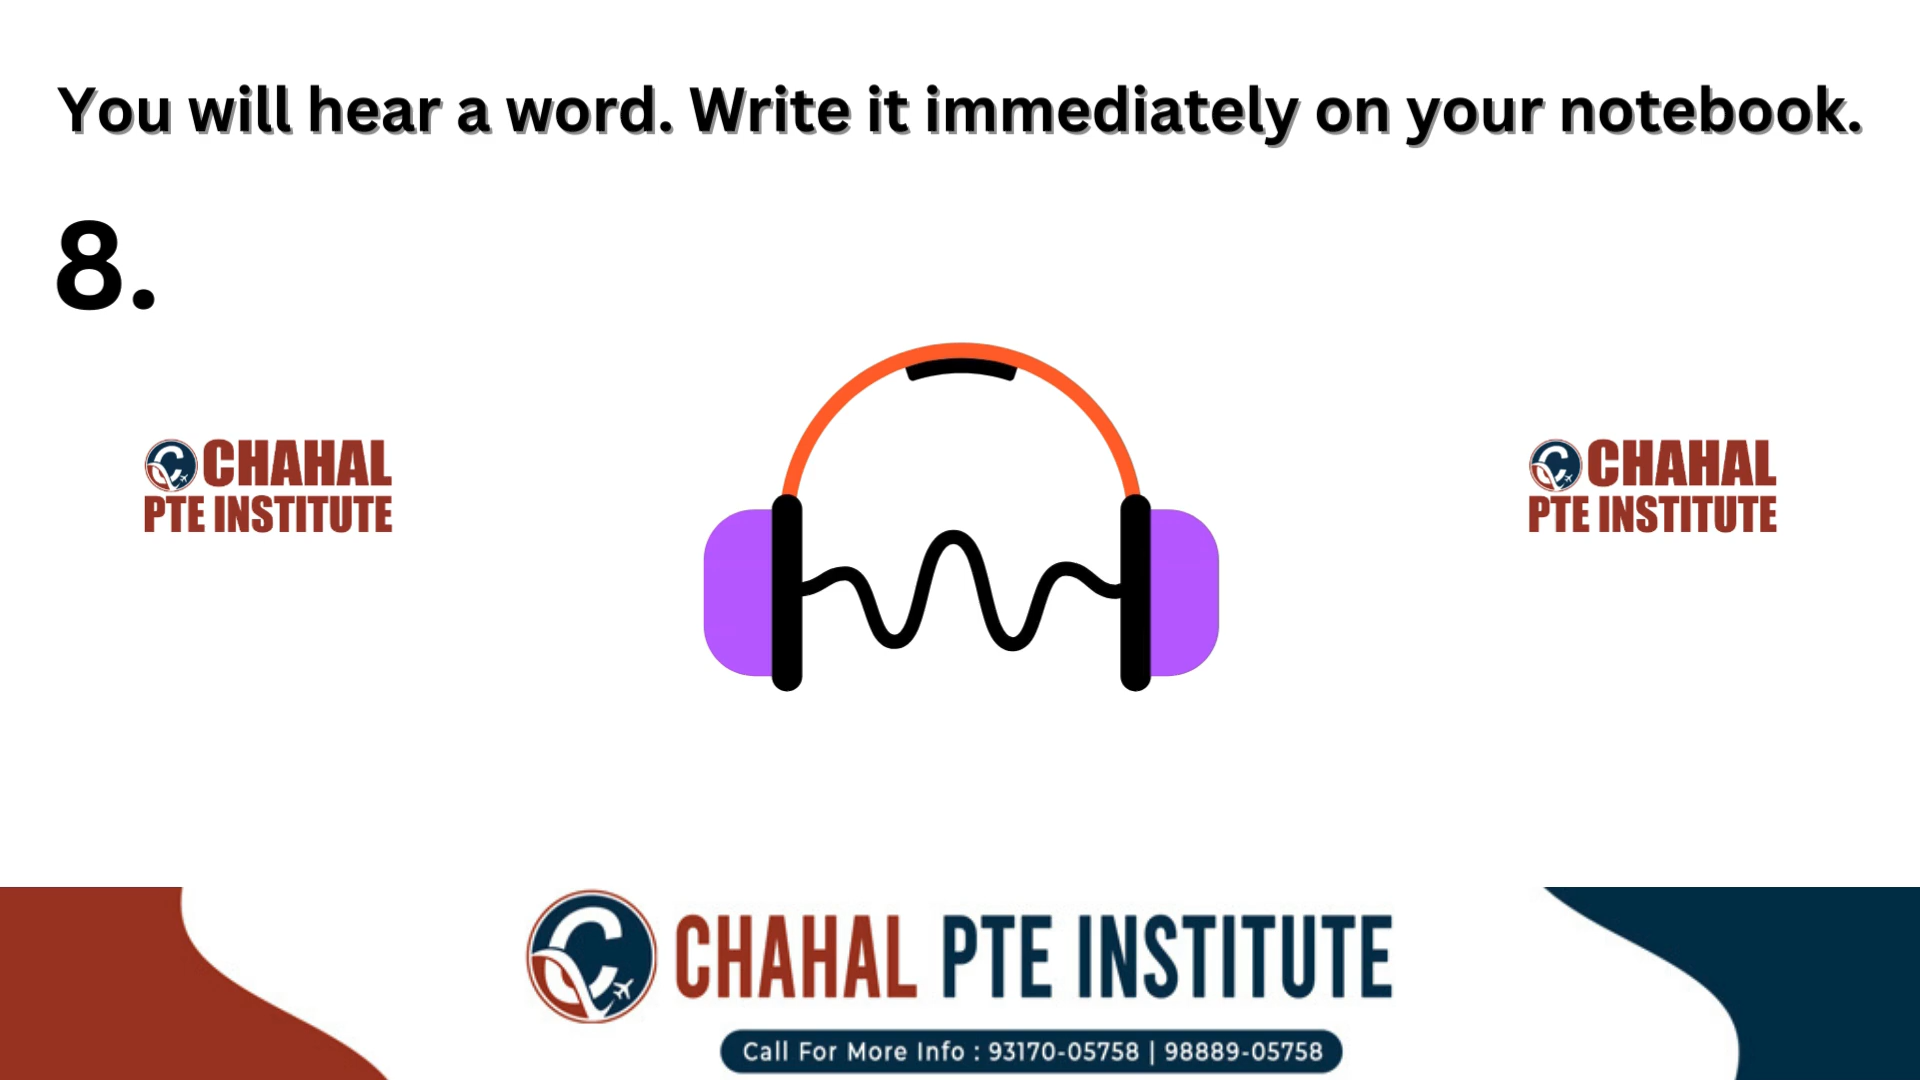 You will hear a word. Write it immediately on your notebook.
8.
CHAHAL
PTE INSTITUTE
CHAHAL
PTE INSTITUTE
CHAHAL PTE INSTITUTE
Call For More Info : 93170-05758 | 98889-05758